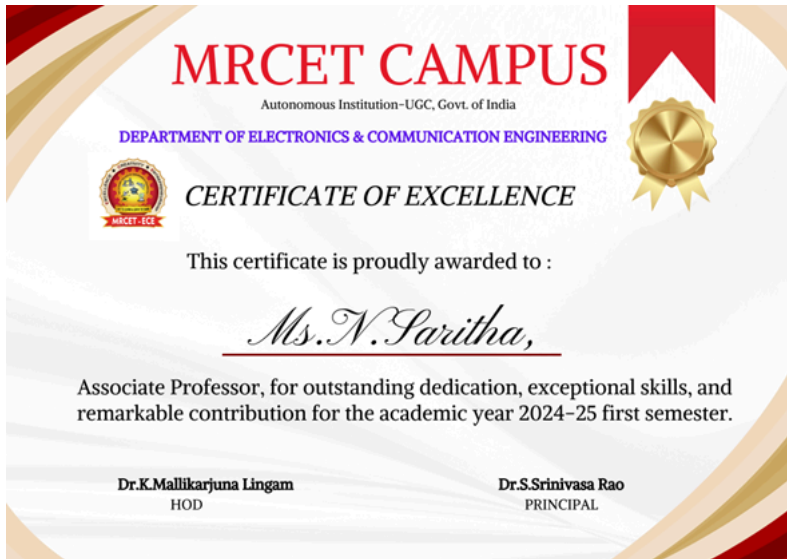 MRCET CAMPUS
Autonomous Institution-UGC, Govt. of India
DEPARTMENT OF ELECTRONICS & COMMUNICATION ENGINEERING
MRCET-ECE
CERTIFICATE OF EXCELLENCE
This certificate is proudly awarded to :
Ms.N.Saritha,
Associate Professor, for outstanding dedication, exceptional skills, and
remarkable contribution for the academic year 2024-25 first semester.
Dr.K.Mallikarjuna Lingam
HOD
Dr.S.Srinivasa Rao
PRINCIPAL